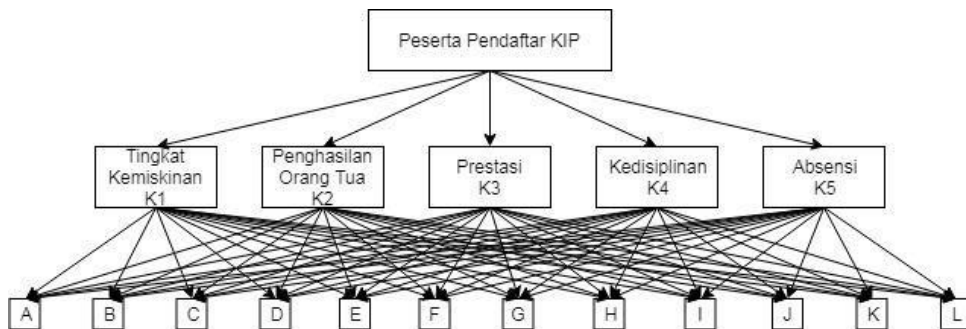 Peserta Pendaftar KIP
Tingkat
Kemiskinan
K1
Penghasilan
Orang Tua
K2
Prestasi
K3
Kedisiplinan
K4
Absensi
K5
A
B
C
D
E
F
G
H
I
J
K
L